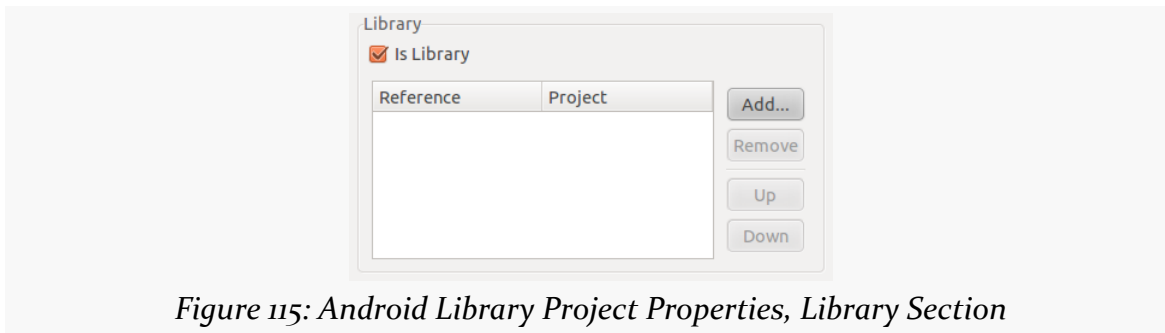 Library
Is Library
Reference Project
Add...
Remove
Up
Down
Figure 115: Android Library Project Properties, Library Section